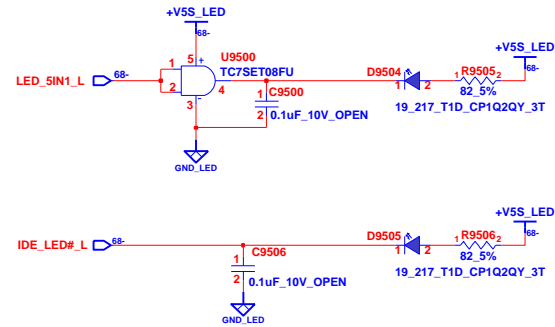 +V5S_LED
68-
5 +
U9500
TC7SET08FU
LED_5IN1_L
68-
1
2
4
3 -
C9500
1
2
0.1uF_10V_OPEN
GND_LED
D9504
1 2
19_217_T1D_CP1Q2QY_3T
1 R9505 2
82_5%
+V5S_LED
68-
IDE_LED#_L
68-
C9506
1
2
0.1uF_10V_OPEN
GND_LED
D9505
1 2
19_217_T1D_CP1Q2QY_3T
1 R9506 2
82_5%
+V5S_LED
68-